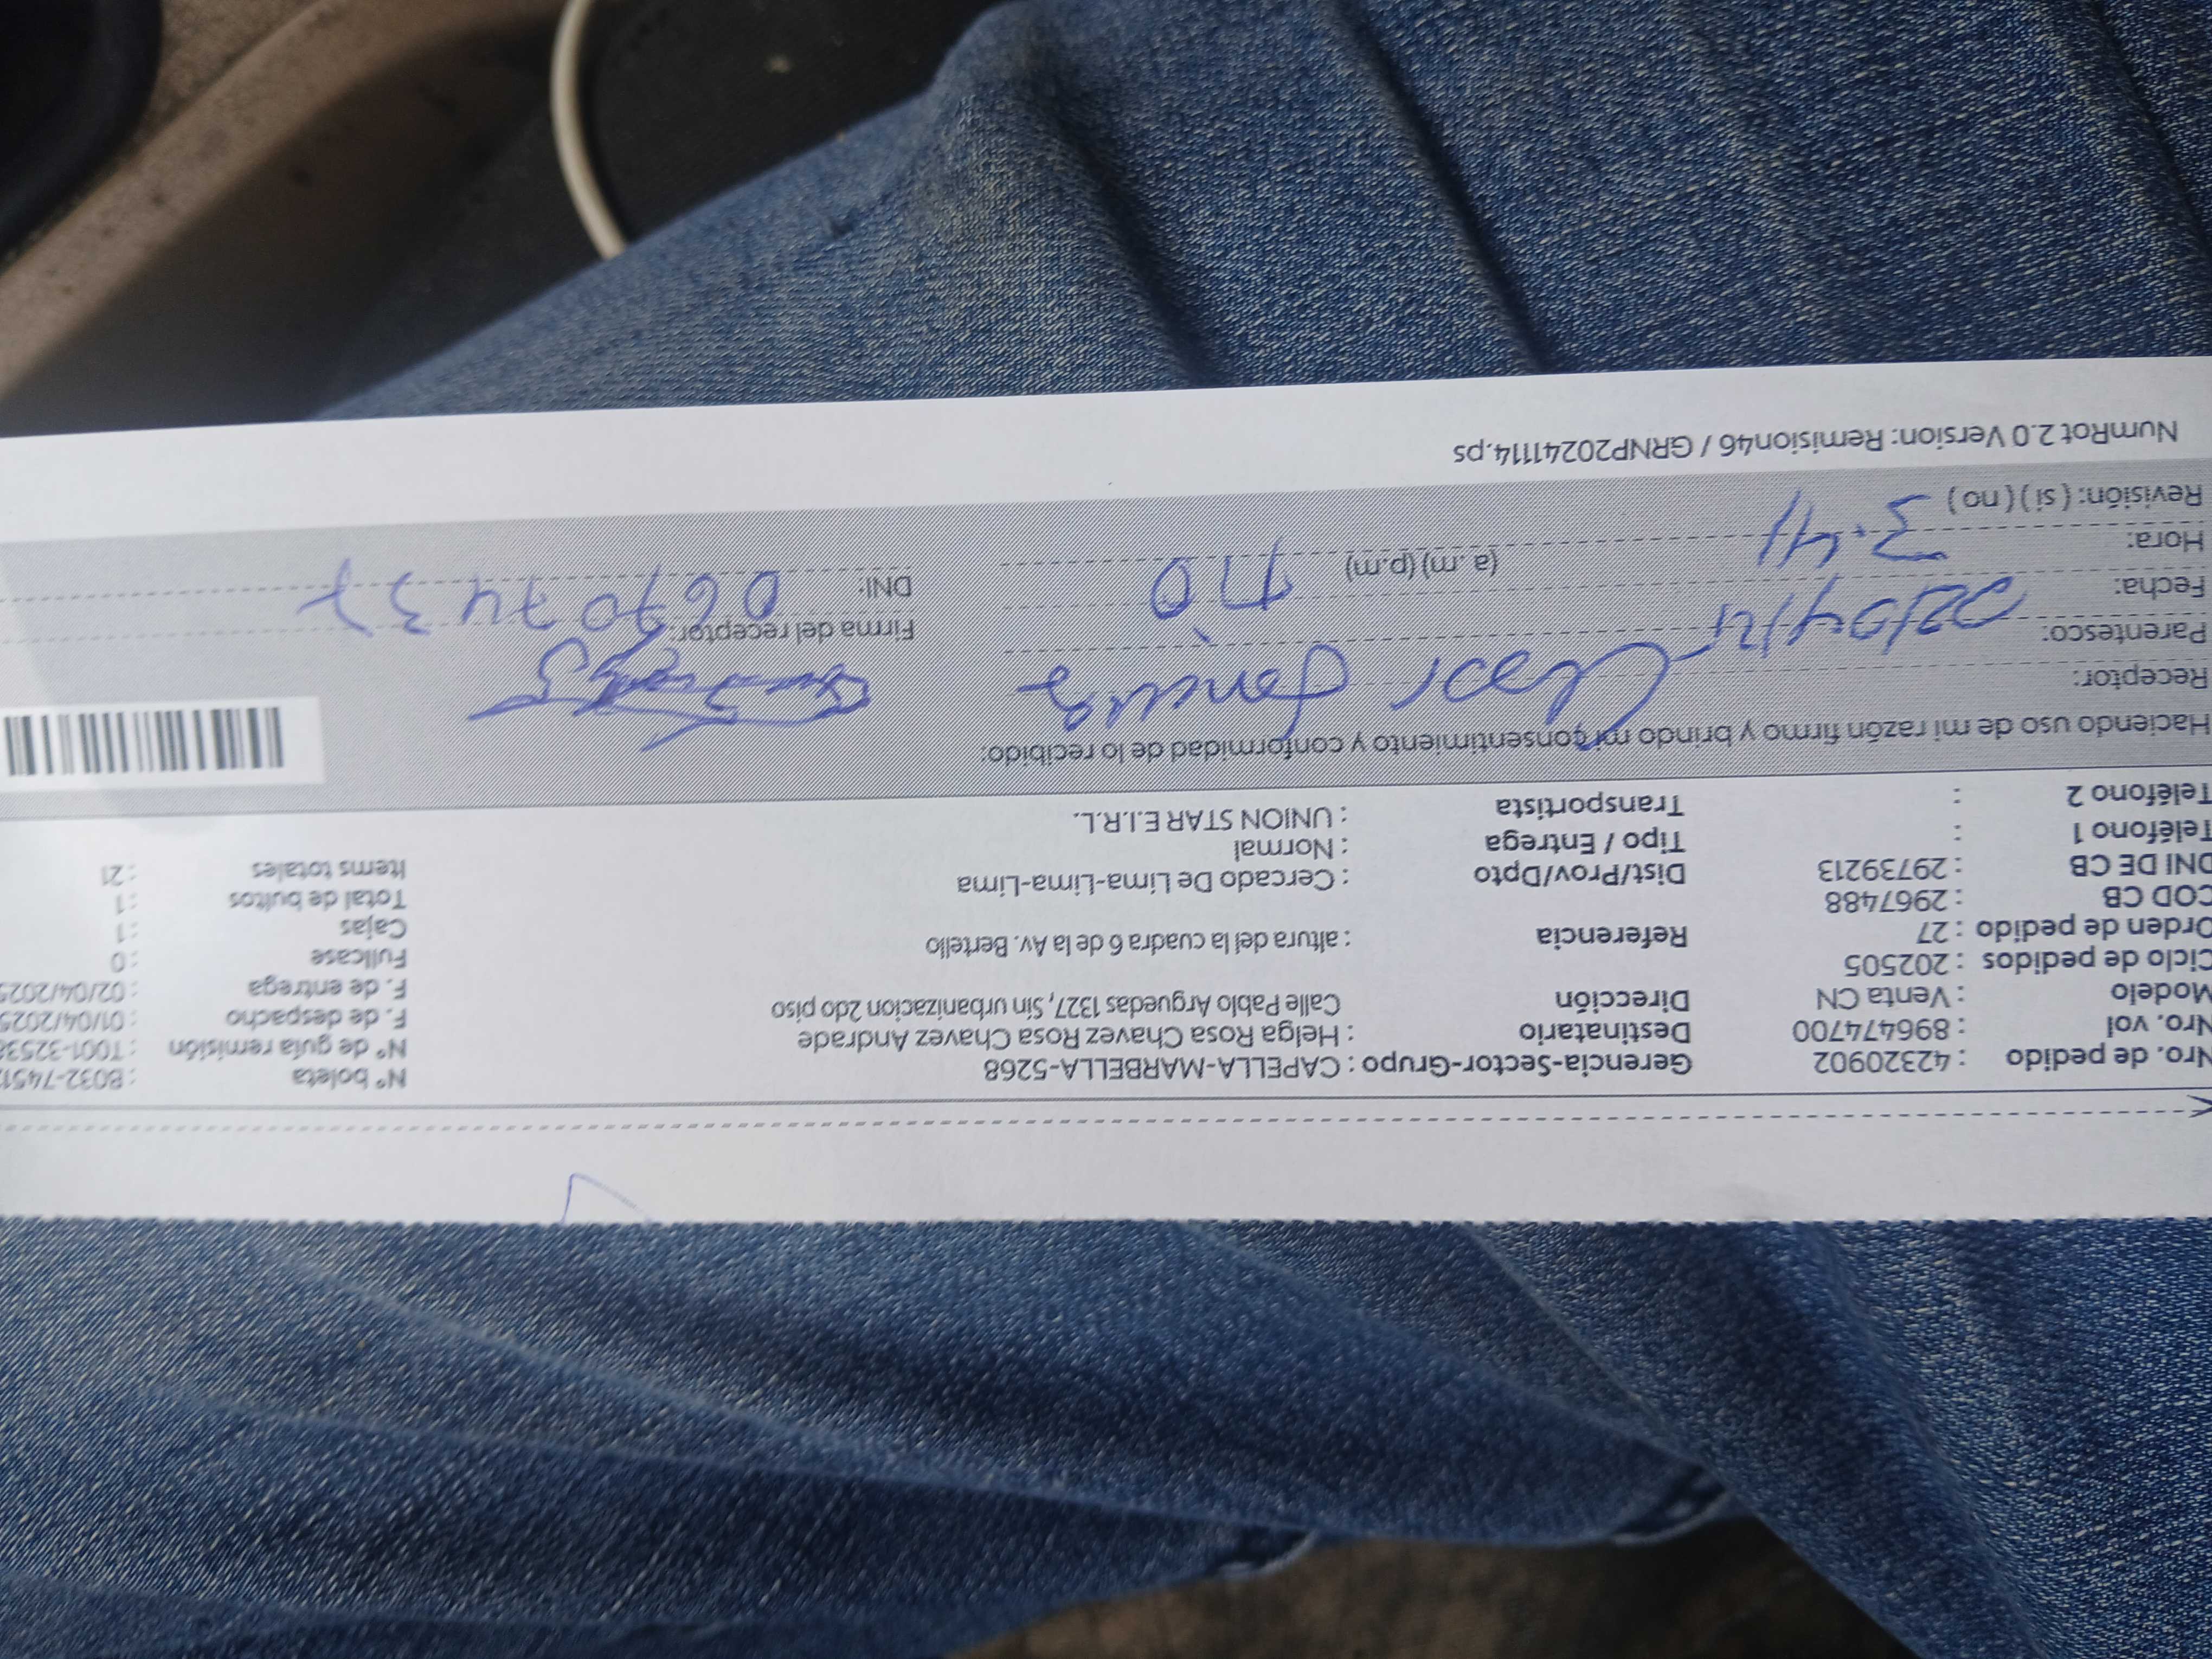 Nro. de pedido : 42320902
Nro. vol : 896474700
Modelo : Venta CN
Ciclo de pedidos : 202505
Orden de pedido : 27
COD CB : 2967488
DNI DE CB : 29739213
Teléfono 1 :
Teléfono 2 :
Gerencia-Sector-Grupo : CAPELLA-MARBELLA-5268
Destinatario : Helga Rosa Chavez Rosa Chavez Andrade
Dirección Calle Pablo Arguedas 1327, Sin urbanizacion 2do piso
Referencia : altura del la cuadra 6 de la Av. Bertello
Dist/Prov/Dpto : Cercado De Lima-Lima-Lima
Tipo / Entrega : Normal
Transportista : UNION STAR E.I.R.L.
N° boleta : B032-7451
N° de guía remisión : T001-3253
F. de despacho : 01/04/2025
F. de entrega : 02/04/2025
Fullcase : 0
Cajas : 1
Total de bultos : 1
Items totales : 21
Haciendo uso de mi razón firmo y brindo mi consentimiento y conformidad de lo recibido:
Receptor:
Parentesco: TIO
Fecha:
Hora: 3.41 (a.m) (p.m)
Revisión: ( si ) ( no )
Firma del receptor:
DNI: 06707437
NumRot 2.0 Version: Remision46 / GRNP20241114.ps